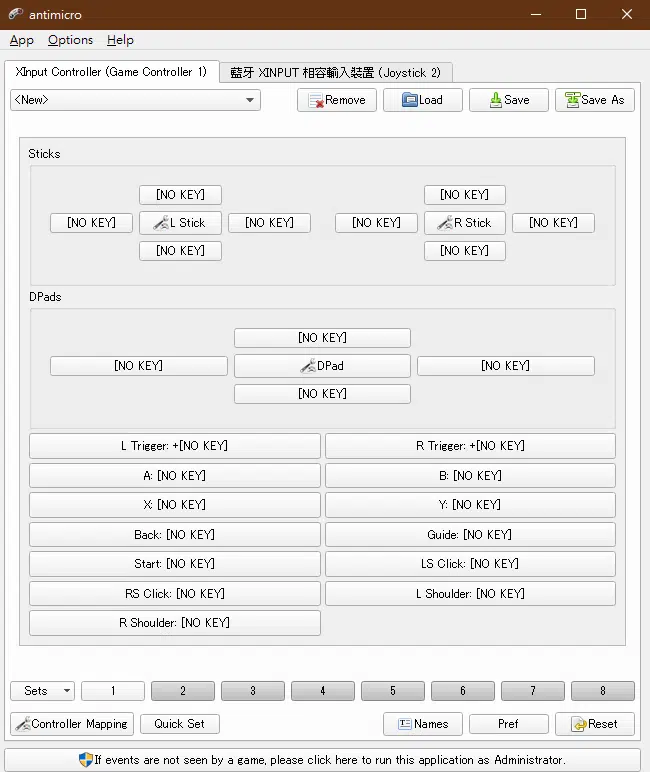 antimicro
App Options Help
XInput Controller (Game Controller 1) 藍牙 XINPUT 相容輸入裝置 (Joystick 2)
<New> Remove Load Save Save As
Sticks
[NO KEY] [NO KEY]
[NO KEY] L Stick [NO KEY] [NO KEY] R Stick [NO KEY]
[NO KEY] [NO KEY]
DPads
[NO KEY]
[NO KEY] DPad [NO KEY]
[NO KEY]
L Trigger: +[NO KEY] R Trigger: +[NO KEY]
A: [NO KEY] B: [NO KEY]
X: [NO KEY] Y: [NO KEY]
Back: [NO KEY] Guide: [NO KEY]
Start: [NO KEY] LS Click: [NO KEY]
RS Click: [NO KEY] L Shoulder: [NO KEY]
R Shoulder: [NO KEY]
Sets 1 2 3 4 5 6 7 8
Controller Mapping Quick Set Names Pref Reset
If events are not seen by a game, please click here to run this application as Administrator.